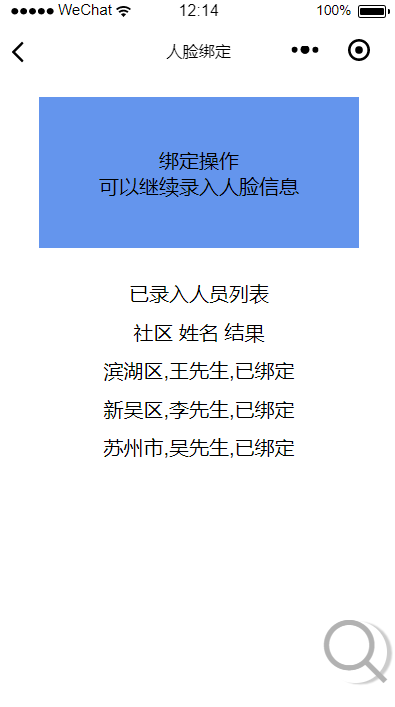 WeChat 12:14 100%
人脸绑定
绑定操作
可以继续录入人脸信息
已录入人员列表
社区 姓名 结果
滨湖区,王先生,已绑定
新吴区,李先生,已绑定
苏州市,吴先生,已绑定